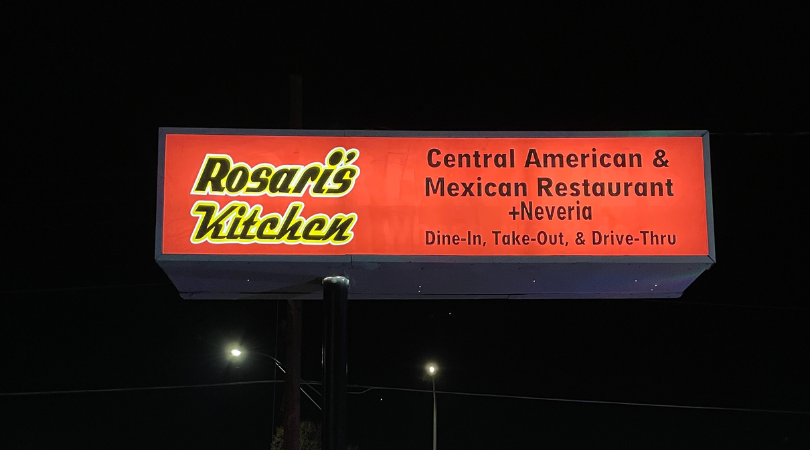 Rosari's
Kitchen
Central American &
Mexican Restaurant
+Neveria
Dine-In, Take-Out, & Drive-Thru